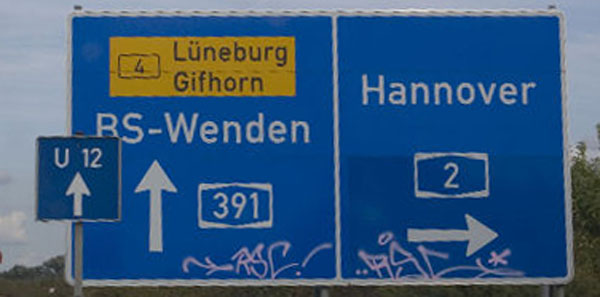 4 Lüneburg
Gifhorn
BS-Wenden
391
U 12
Hannover
2